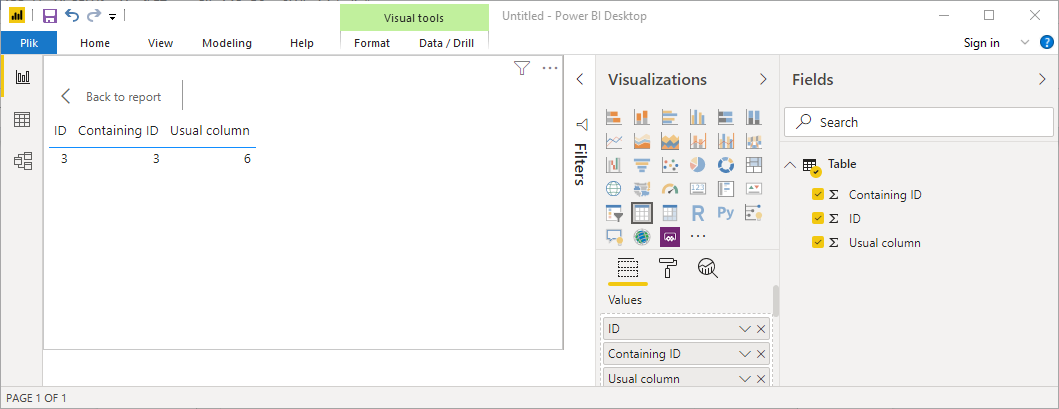 Visual tools
Untitled - Power BI Desktop
Plik Home View Modeling Help Format Data / Drill Sign in ?
Back to report
ID Containing ID Usual column
3 3 6
Filters
Visualizations
123
R Py
Values
ID
Containing ID
Usual column
Fields
Search
Table
Σ Containing ID
Σ ID
Σ Usual column
PAGE 1 OF 1